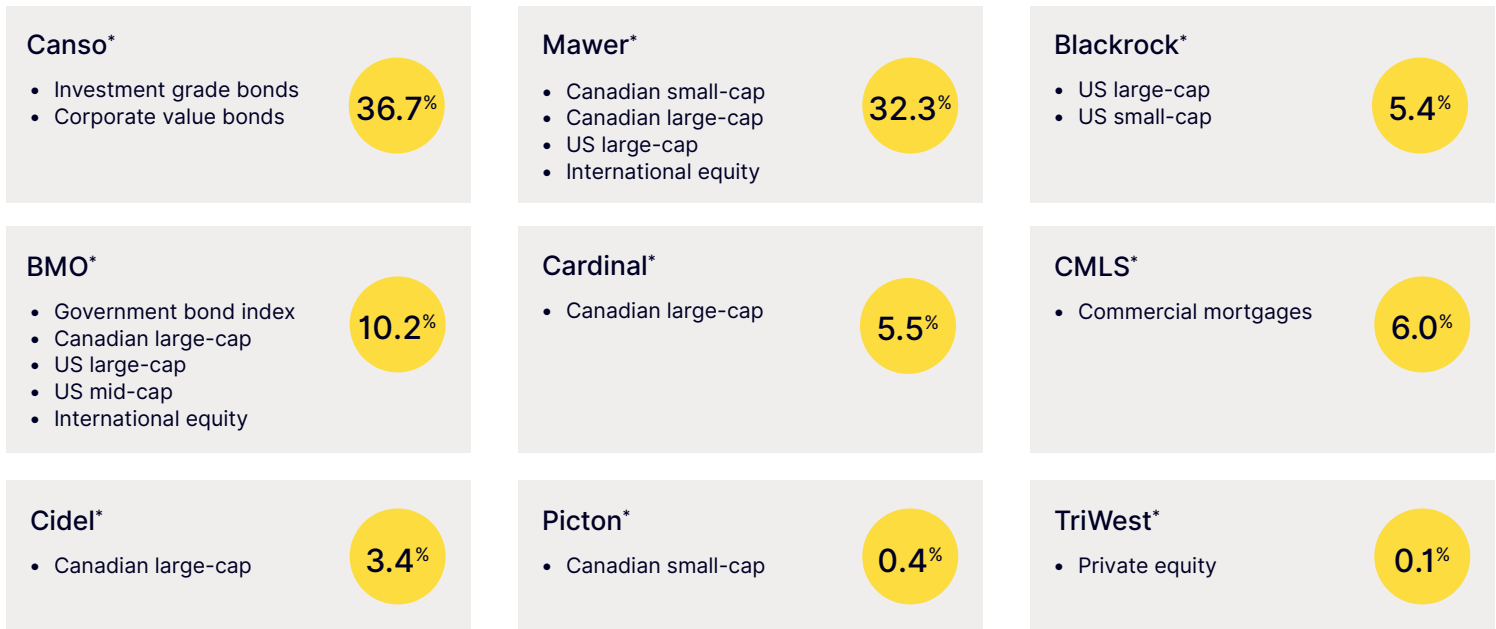 Canso*
• Investment grade bonds
• Corporate value bonds
36.7%
Mawer*
• Canadian small-cap
• Canadian large-cap
• US large-cap
• International equity
32.3%
Blackrock*
• US large-cap
• US small-cap
5.4%
BMO*
• Government bond index
• Canadian large-cap
• US large-cap
• US mid-cap
• International equity
10.2%
Cardinal*
• Canadian large-cap
5.5%
CMLS*
• Commercial mortgages
6.0%
Cidel*
• Canadian large-cap
3.4%
Picton*
• Canadian small-cap
0.4%
TriWest*
• Private equity
0.1%